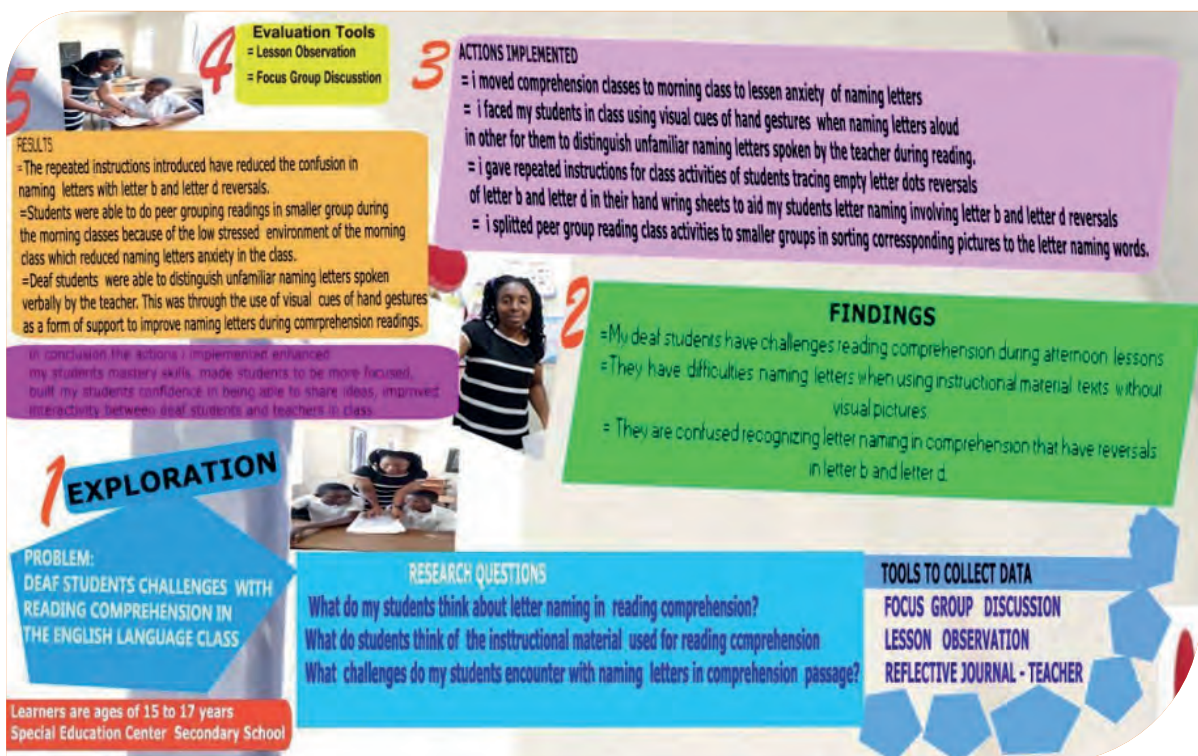 1
EXPLORATION
PROBLEM:
DEAF STUDENTS CHALLENGES WITH
READING COMPREHENSION IN
THE ENGLISH LANGUAGE CLASS
Learners are ages of 15 to 17 years
Special Education Center Secondary School
RESEARCH QUESTIONS
What do my students think about letter naming in reading comprehension?
What do students think of the insttructional material used for reading ccmprehension
What challenges do my students encounter with naming letters in comprehension passage?
TOOLS TO COLLECT DATA
FOCUS GROUP DISCUSSION
LESSON OBSERVATION
REFLECTIVE JOURNAL - TEACHER
2
FINDINGS
=My deaf students have challenges reading comprehension during afternoon lessons
=They have difficulties naming letters when using instructional material texts without
visual pictures
= They are confused recognizing letter naming in comprehension that have reversals
in letter b and letter d.
3
ACTIONS IMPLEMENTED
= i moved comprehension classes to morning class to lessen anxiety of naming letters
= i faced my students in class using visual cues of hand gestures when naming letters aloud
in other for them to distinguish unfamiliar naming letters spoken by the teacher during reading.
= i gave repeated instructions for class activities of students tracing empty letter dots reversals
of letter b and letter d in their hand wring sheets to aid my students letter naming involving letter b and letter d reversals
= i splitted peer group reading class activities to smaller groups in sorting corressponding pictures to the letter naming words.
4
Evaluation Tools
= Lesson Observation
= Focus Group Discusstion
5
RESULTS
=The repeated instructions introduced have reduced the confusion in
naming letters with letter b and letter d reversals.
=Students were able to do peer grouping readings in smaller group during
the morning classes because of the low stressed environment of the morning
class which reduced naming letters anxiety in the class.
=Deaf students were able to distinguish unfamiliar naming letters spoken
verbally by the teacher. This was through the use of visual cues of hand gestures
as a form of support to improve naming letters during comrprehension readings.
in conclusion the actions i implemented enhanced
my students mastery skills, made students to be more focused,
built my students confidence in being able to share ideas, improved
interactivity between deaf students and teachers in class